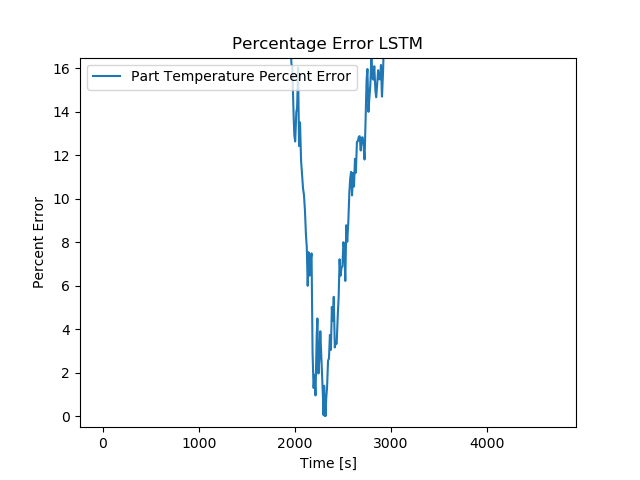 Percentage Error LSTM
Part Temperature Percent Error
16
14
12
10
8
6
4
2
0
Percent Error
0 1000 2000 3000 4000
Time [s]